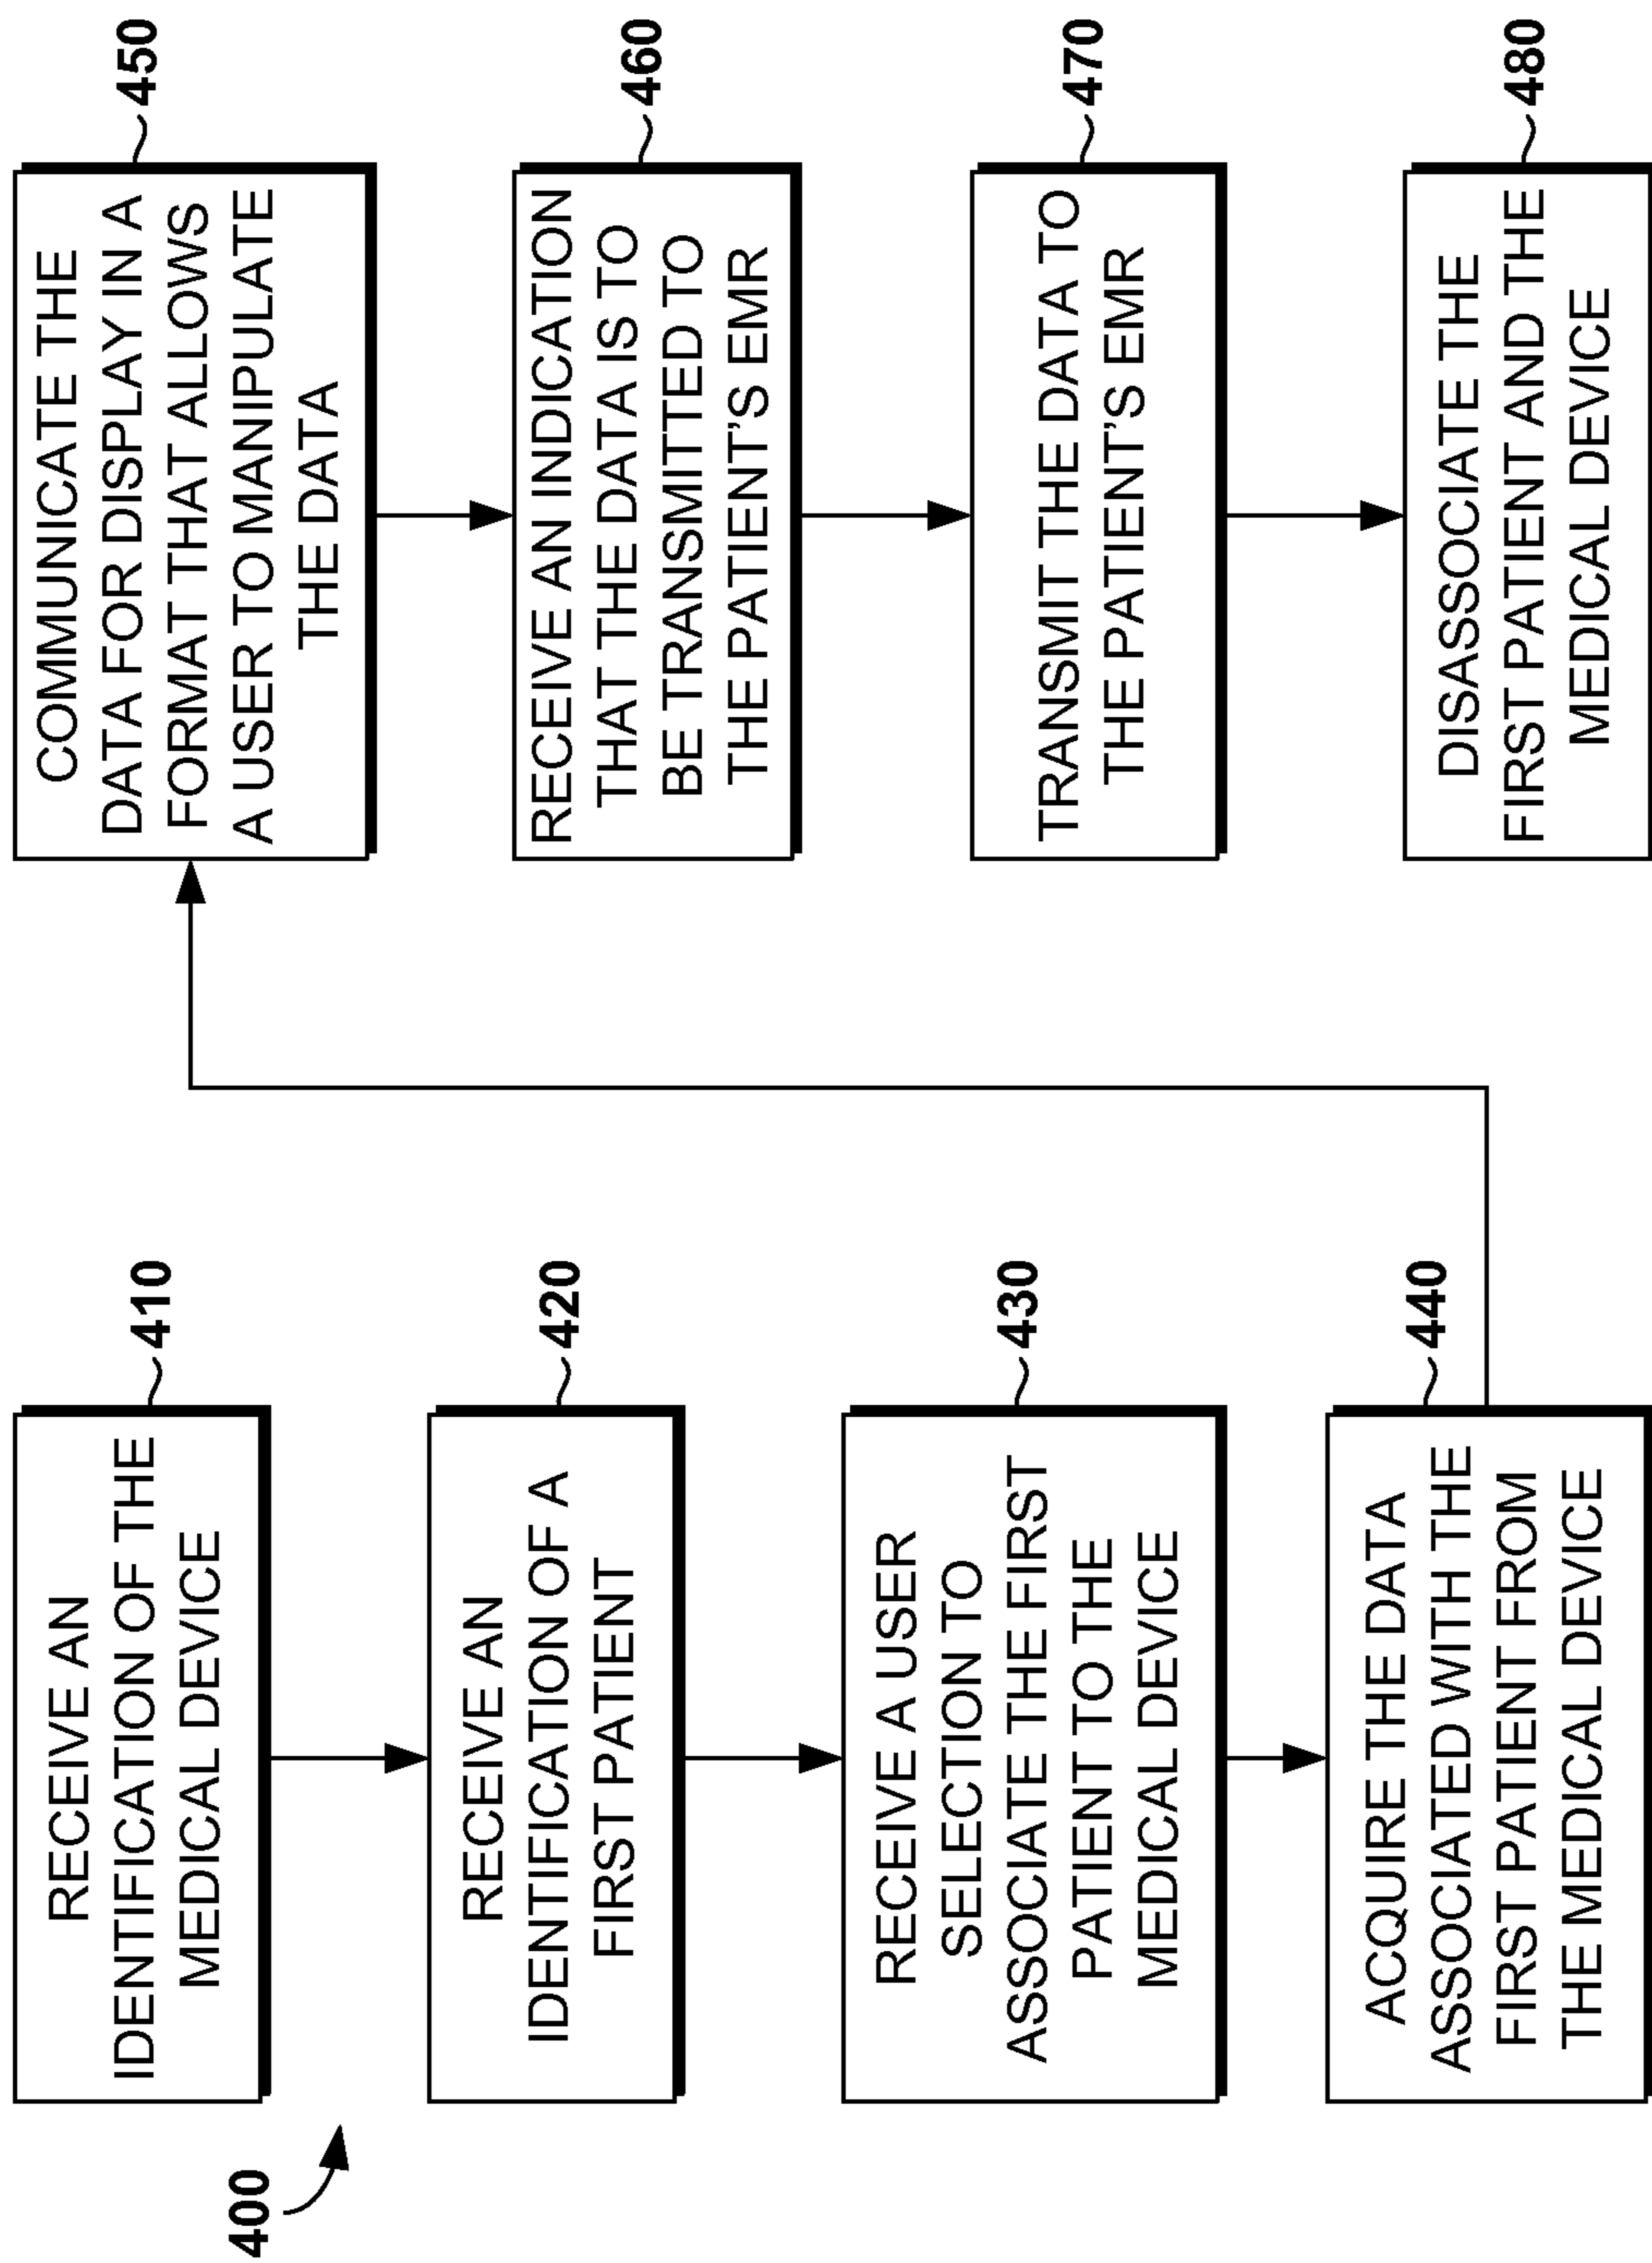 400
RECEIVE AN
IDENTIFICATION OF THE
MEDICAL DEVICE
410
RECEIVE AN
IDENTIFICATION OF A
FIRST PATIENT
420
RECEIVE A USER
SELECTION TO
ASSOCIATE THE FIRST
PATIENT TO THE
MEDICAL DEVICE
430
ACQUIRE THE DATA
ASSOCIATED WITH THE
FIRST PATIENT FROM
THE MEDICAL DEVICE
440
COMMUNICATE THE
DATA FOR DISPLAY IN A
FORMAT THAT ALLOWS
A USER TO MANIPULATE
THE DATA
450
RECEIVE AN INDICATION
THAT THE DATA IS TO
BE TRANSMITTED TO
THE PATIENT'S EMR
460
TRANSMIT THE DATA TO
THE PATIENT'S EMR
470
DISASSOCIATE THE
FIRST PATIENT AND THE
MEDICAL DEVICE
480